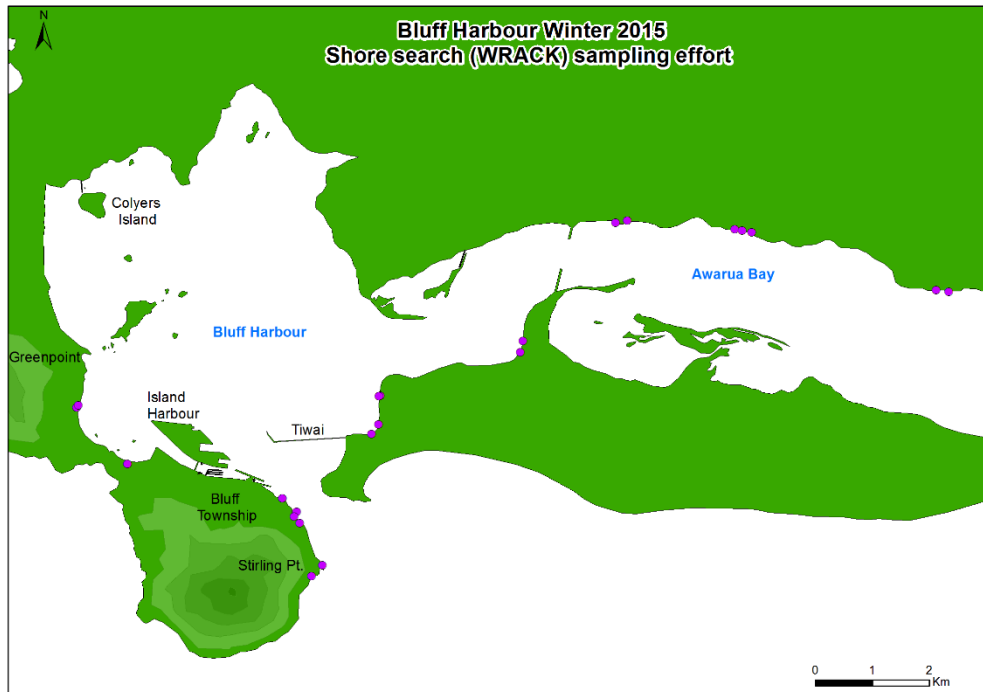 N
Bluff Harbour Winter 2015
Shore search (WRACK) sampling effort
Colyers
Island
Awarua Bay
Bluff Harbour
Greenpoint
Island
Harbour
Tiwai
Bluff
Township
Stirling Pt.
0 1 2
Km